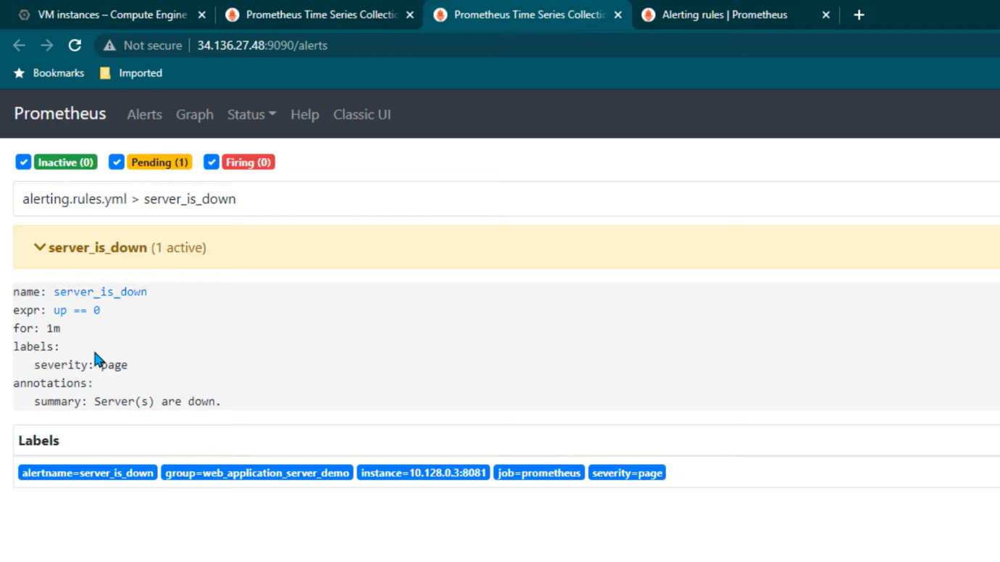 VM instances – Compute Engine
Prometheus Time Series Collectic
Prometheus Time Series Collectic
Alerting rules | Prometheus
Not secure 34.136.27.48:9090/alerts
Bookmarks Imported
Prometheus Alerts Graph Status Help Classic UI
Inactive (0) Pending (1) Firing (0)
alerting.rules.yml > server_is_down
server_is_down (1 active)
name: server_is_down
expr: up == 0
for: 1m
labels:
severity: page
annotations:
summary: Server(s) are down.
Labels
alertname=server_is_down group=web_application_server_demo instance=10.128.0.3:8081 job=prometheus severity=page